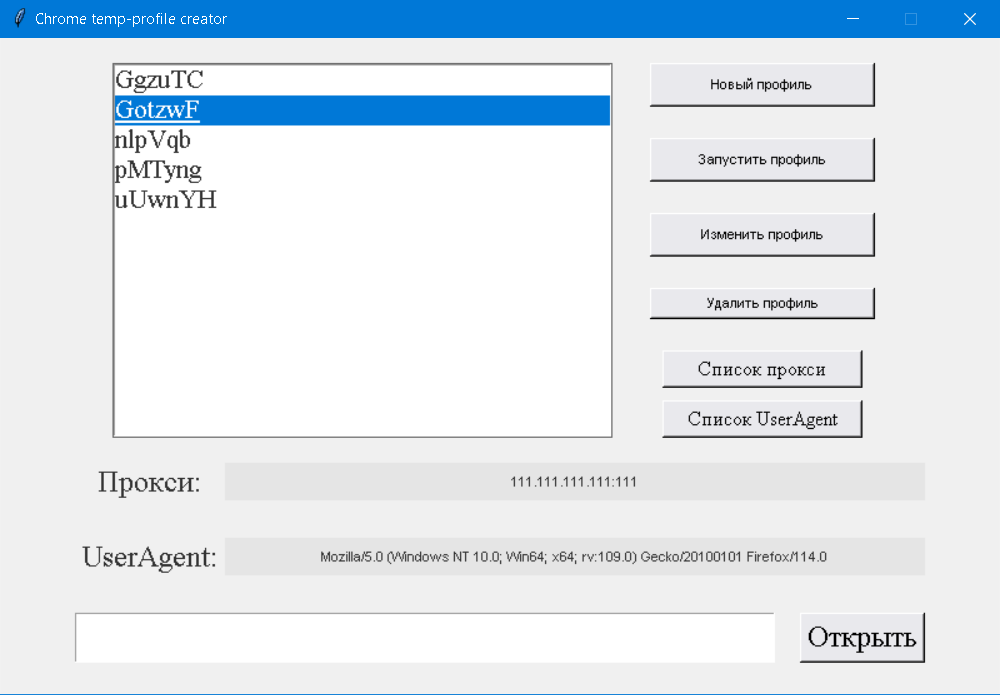 Chrome temp-profile creator
GgzuTC
GotzwF
nlpVqb
pMTyng
uUwnYH
Новый профиль
Запустить профиль
Изменить профиль
Удалить профиль
Список прокси
Список UserAgent
Прокси: 111.111.111.111:111
UserAgent: Mozilla/5.0 (Windows NT 10.0; Win64; x64; rv:109.0) Gecko/20100101 Firefox/114.0
Открыть